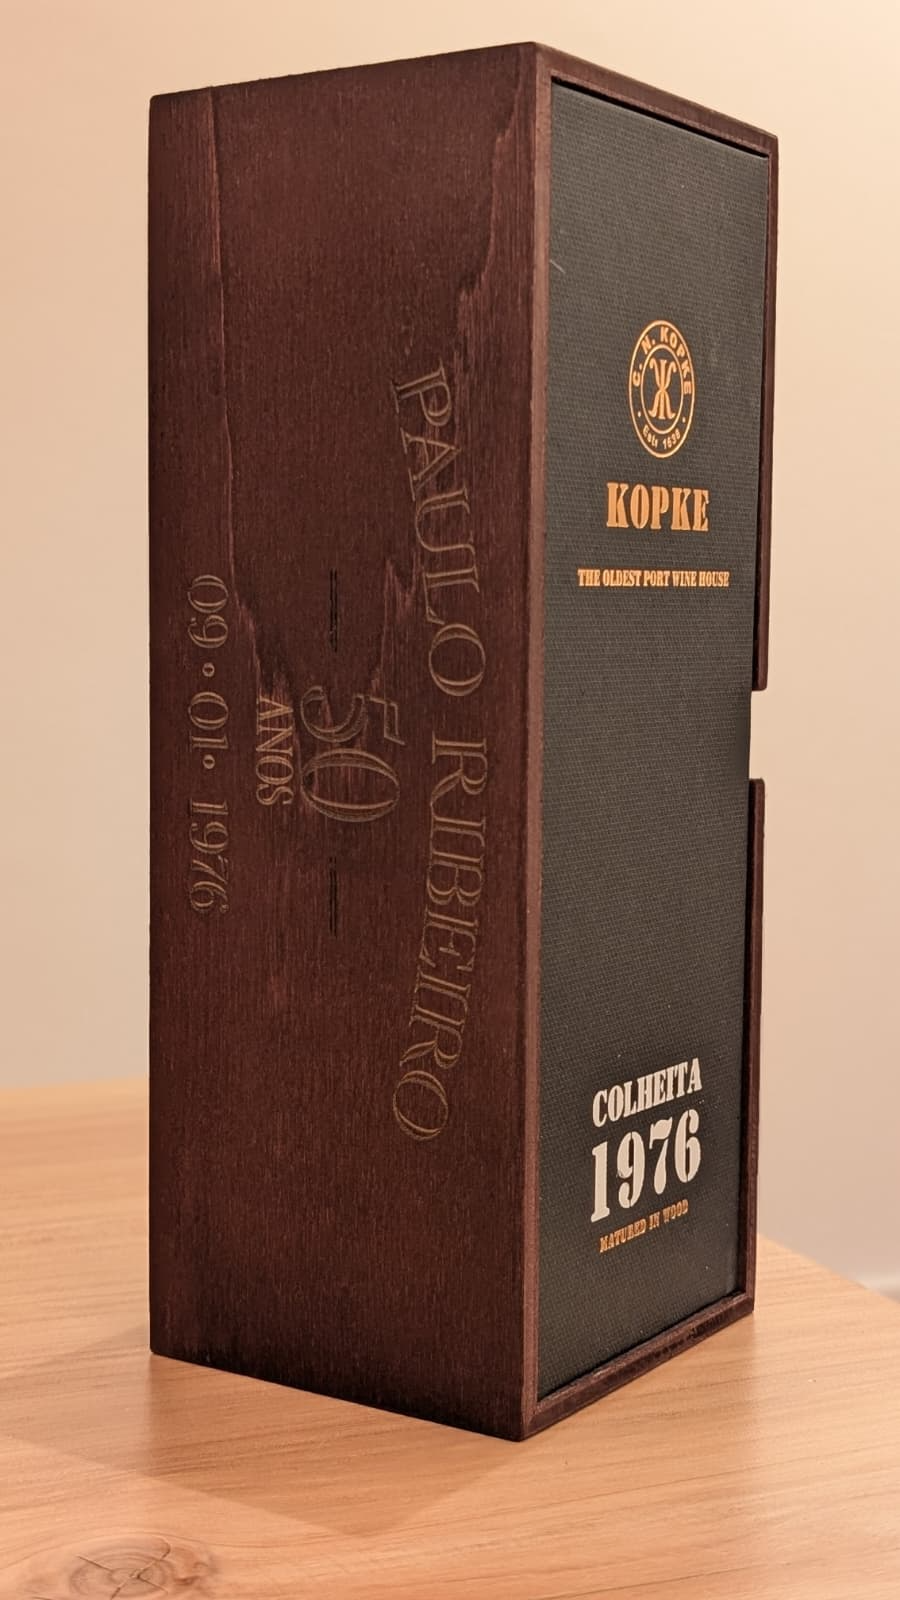 PAULO RIBEIRO
50
ANOS
09 • 01 • 1976
C. N. KOPKE
• Estᵈ 1638 •
KOPKE
THE OLDEST PORT WINE HOUSE
COLHEITA
1976
MATURED IN WOOD